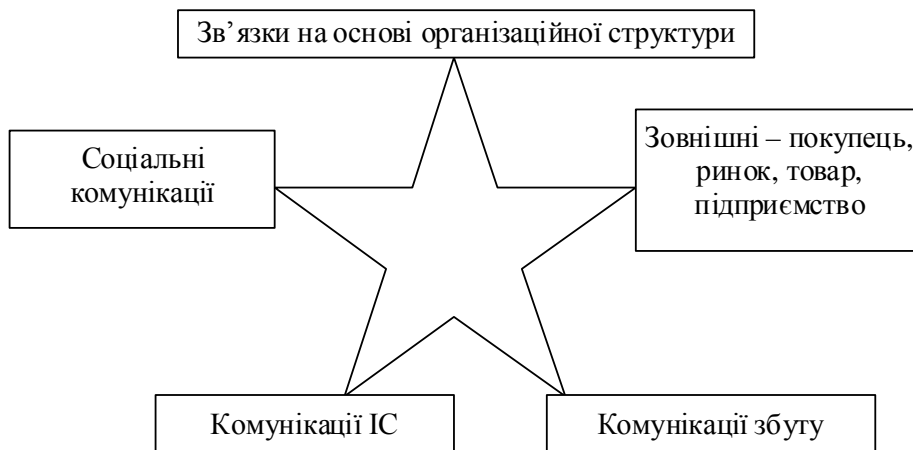 Зв’язки на основі організаційної структури
Соціальні
комунікації
Зовнішні – покупець,
ринок, товар,
підприємство
Комунікації ІС
Комунікації збуту